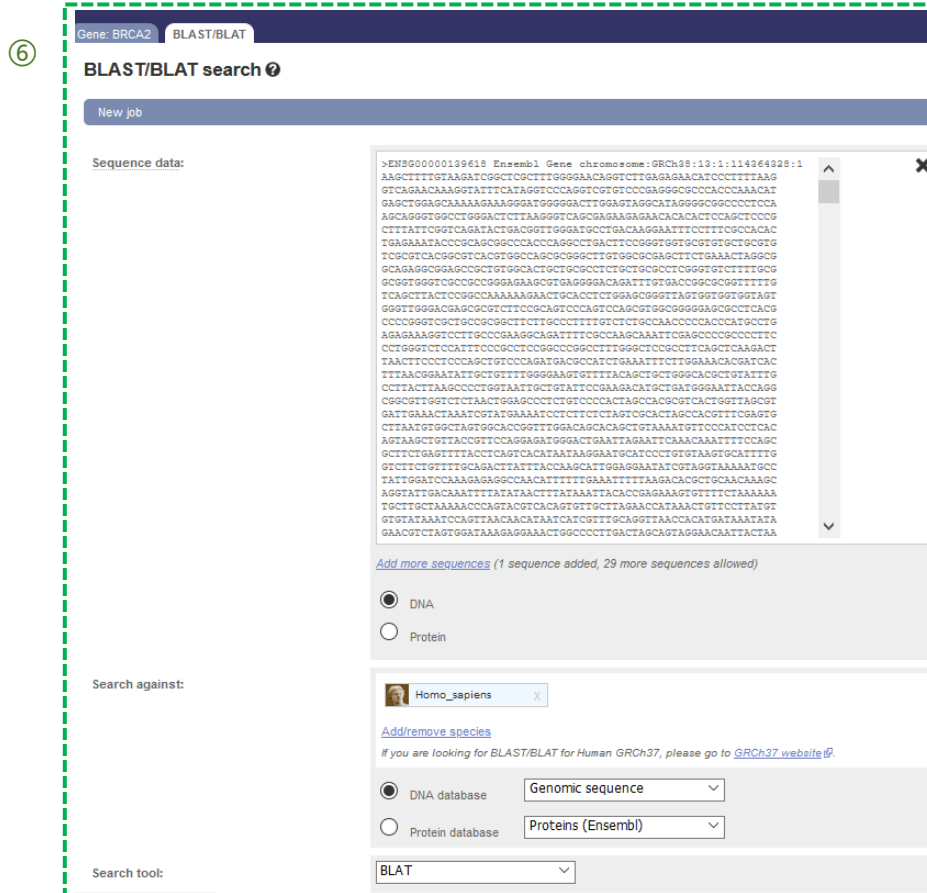 ⑥
Gene: BRCA2 BLAST/BLAT
BLAST/BLAT search
New job
Sequence data:
>ENSG00000139618 Ensembl Gene chromosome:GRCh38:13:1:114364328:1
AAGCTTTTGTAAGATCGGCTCGCTTTGGGGAACAGGTCTTGAGAGAACATCCCTTTTAAG
GTCAGAACAAAGGTATTTCATAGGTCCCAGGTCGTGTCCCGAGGGCGCCCACCCAAACAT
GAGCTGGAGCAAAAAGAAAGGGATGGGGGACTTGGAGTAGGCATAGGGGCGGCCCCTCCA
AGCAGGGTGGCCTGGGACTCTTAAGGGTCAGCGAGAAGAGAACACACACTCCAGCTCCCG
CTTTATTCGGTCAGATACTGACGGTTGGGATGCCTGACAAGGAATTTCCTTTCGCCACAC
TGAGAAATACCCGCAGCGGCCCACCCAGGCCTGACTTCCGGGTGGTGCGTGTGCTGCGTG
TCGCGTCACGGCGTCACGTGGCCAGCGCGGGCTTGTGGCGCGAGCTTCTGAAACTAGGCG
GCAGAGGCGGAGCCGCTGTGGCACTGCTGCGCCTCTGCTGCGCCTCGGGTGTCTTTTGCG
GCGGTGGGTCGCCGCCGGGAGAAGCGTGAGGGGACAGATTTGTGACCGGCGCGGTTTTTG
TCAGCTTACTCCGGCCAAAAAAGAACTGCACCTCTGGAGCGGGTTAGTGGTGGTGGTAGT
GGGTTGGGACGAGCGCGTCTTCCGCAGTCCCAGTCCAGCGTGGCGGGGGAGCGCCTCACG
CCCCGGGTCGCTGCCGCGGCTTCTTGCCCTTTTGTCTCTGCCAACCCCCACCCATGCCTG
AGAGAAAGGTCCTTGCCCGAAGGCAGATTTTCGCCAAGCAAATTCGAGCCCCGCCCCTTC
CCTGGGTCTCCATTTCCCGCCTCCGGCCCGGCCTTTGGGCTCCGCCTTCAGCTCAAGACT
TAACTTCCCTCCCAGCTGTCCCAGATGACGCCATCTGAAATTTCTTGGAAACACGATCAC
TTTAACGGAATATTGCTGTTTTGGGGAAGTGTTTTACAGCTGCTGGGCACGCTGTATTTG
CCTTACTTAAGCCCCTGGTAATTGCTGTATTCCGAAGACATGCTGATGGGAATTACCAGG
CGGCGTTGGTCTCTAACTGGAGCCCTCTGTCCCCACTAGCCACGCGTCACTGGTTAGCGT
GATTGAAACTAAATCGTATGAAAATCCTCTTCTCTAGTCGCACTAGCCACGTTTCGAGTG
CTTAATGTGGCTAGTGGCACCGGTTTGGACAGCACAGCTGTAAAATGTTCCCATCCTCAC
AGTAAGCTGTTACCGTTCCAGGAGATGGGACTGAATTAGAATTCAAACAAATTTTCCAGC
GCTTCTGAGTTTTACCTCAGTCACATAATAAGGAATGCATCCCTGTGTAAGTGCATTTTG
GTCTTCTGTTTTGCAGACTTATTTACCAAGCATTGGAGGAATATCGTAGGTAAAAATGCC
TATTGGATCCAAAGAGAGGCCAACATTTTTTGAAATTTTTAAGACACGCTGCAACAAAGC
AGGTATTGACAAATTTTATATAACTTTATAAATTACACCGAGAAAGTGTTTTCTAAAAAA
TGCTTGCTAAAAACCCAGTACGTCACAGTGTTGCTTAGAACCATAAACTGTTCCTTATGT
GTGTATAAATCCAGTTAACAACATAATCATCGTTTGCAGGTTAACCACATGATAAATATA
GAACGTCTAGTGGATAAAGAGGAAACTGGCCCCTTGACTAGCAGTAGGAACAATTACTAA
Add more sequences (1 sequence added, 29 more sequences allowed)
DNA
Protein
Search against:
Homo_sapiens X
Add/remove species
If you are looking for BLAST/BLAT for Human GRCh37, please go to GRCh37 website.
DNA database Genomic sequence
Protein database Proteins (Ensembl)
Search tool: BLAT